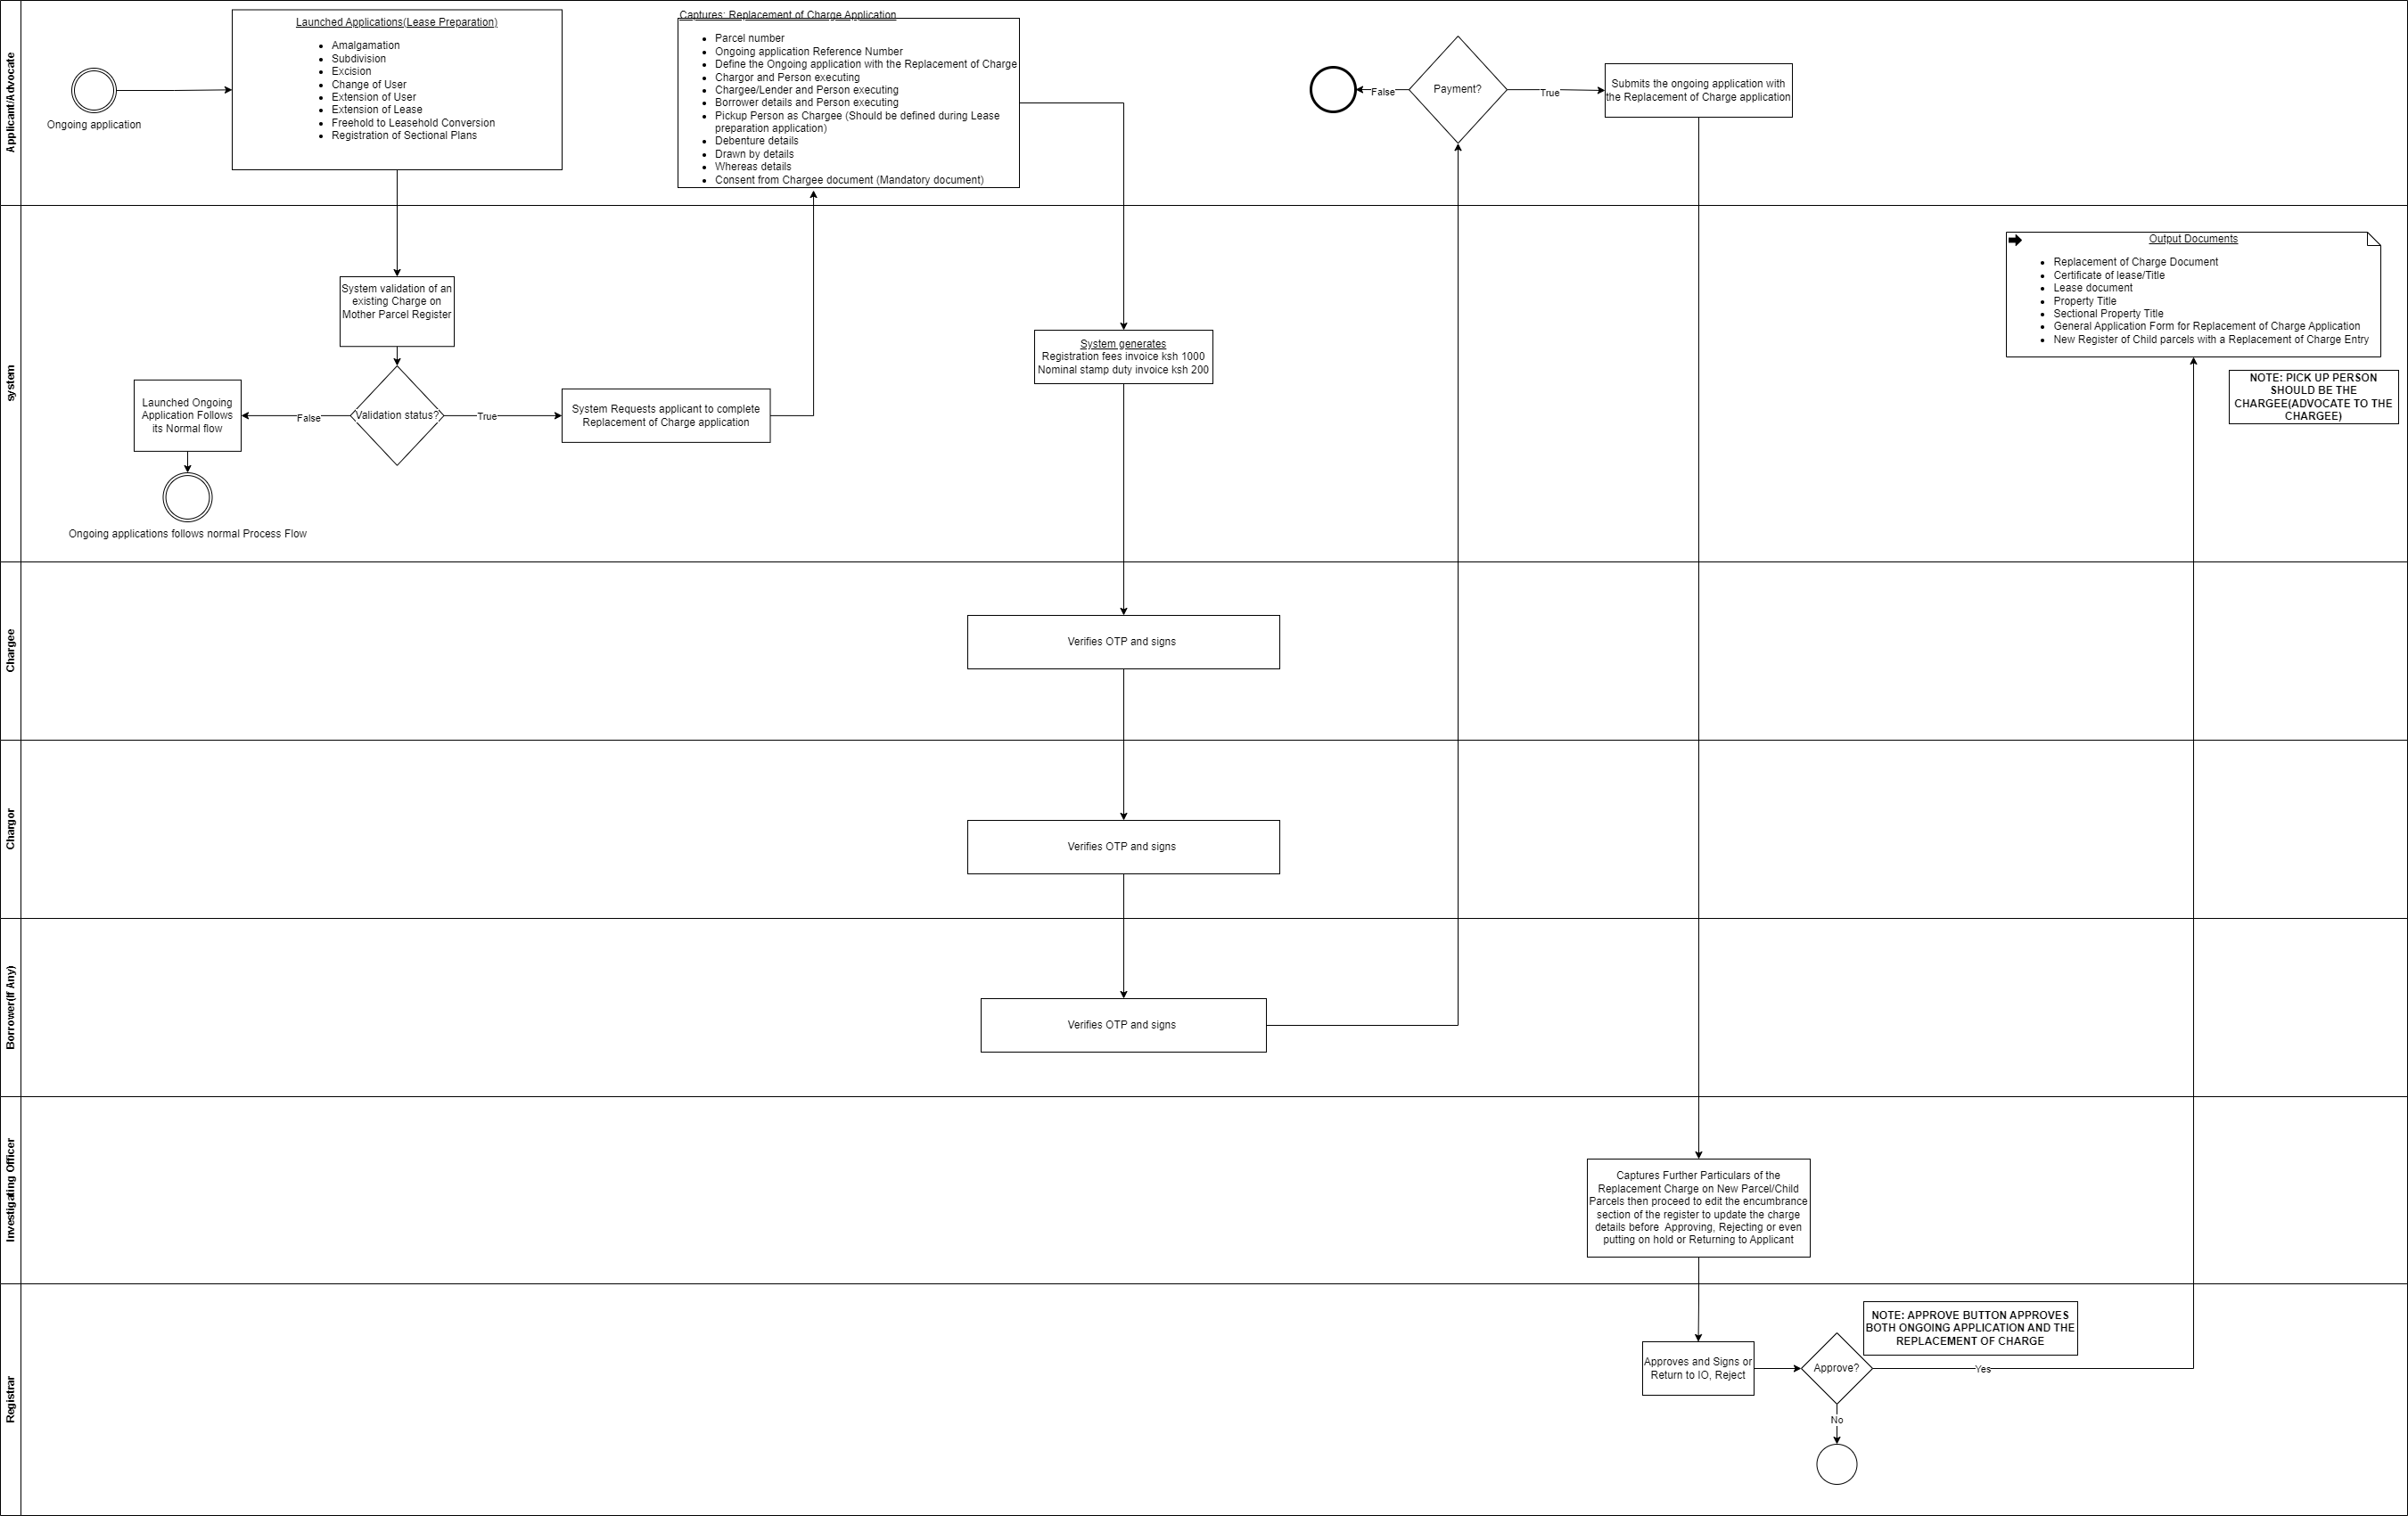 Applicant/Advocate
Ongoing application
Launched Applications(Lease Preparation)
Amalgamation
Subdivision
Excision
Change of User
Extension of User
Extension of Lease
Freehold to Leasehold Conversion
Registration of Sectional Plans
Captures: Replacement of Charge Application
Parcel number
Ongoing application Reference Number
Define the Ongoing application with the Replacement of Charge
Chargor and Person executing
Chargee/Lender and Person executing
Borrower details and Person executing
Pickup Person as Chargee (Should be defined during Lease
preparation application)
Debenture details
Drawn by details
Whereas details
Consent from Chargee document (Mandatory document)
False
Payment?
True
Submits the ongoing application with
the Replacement of Charge application
system
System validation of an
existing Charge on
Mother Parcel Register
Launched Ongoing
Application Follows
its Normal flow
False
Validation status?
True
System Requests applicant to complete
Replacement of Charge application
Ongoing applications follows normal Process Flow
System generates
Registration fees invoice ksh 1000
Nominal stamp duty invoice ksh 200
Output Documents
Replacement of Charge Document
Certificate of lease/Title
Lease document
Property Title
Sectional Property Title
General Application Form for Replacement of Charge Application
New Register of Child parcels with a Replacement of Charge Entry
NOTE: PICK UP PERSON
SHOULD BE THE
CHARGEE(ADVOCATE TO THE
CHARGEE)
Chargee
Verifies OTP and signs
Chargor
Verifies OTP and signs
Borrower(If Any)
Verifies OTP and signs
Investigating Officer
Captures Further Particulars of the
Replacement Charge on New Parcel/Child
Parcels then proceed to edit the encumbrance
section of the register to update the charge
details before Approving, Rejecting or even
putting on hold or Returning to Applicant
Registrar
Approves and Signs or
Return to IO, Reject
Approve?
NOTE: APPROVE BUTTON APPROVES
BOTH ONGOING APPLICATION AND THE
REPLACEMENT OF CHARGE
Yes
No